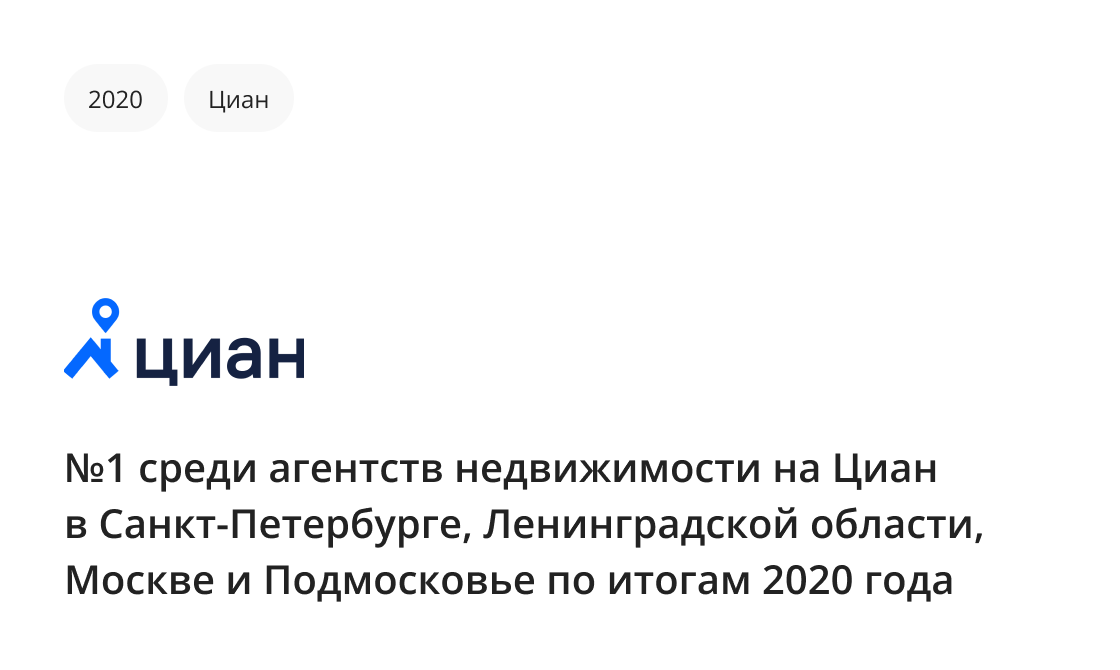 2020 Циан
циан
№1 среди агентств недвижимости на Циан
в Санкт-Петербурге, Ленинградской области,
Москве и Подмосковье по итогам 2020 года